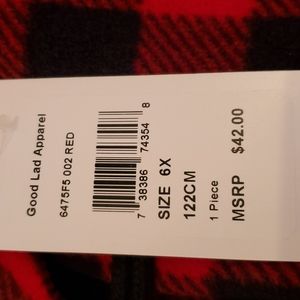 Good Lad Apparel
6475F5 002 RED
7 38386 74354 8
SIZE 6X
122CM
1 Piece
MSRP $42.00